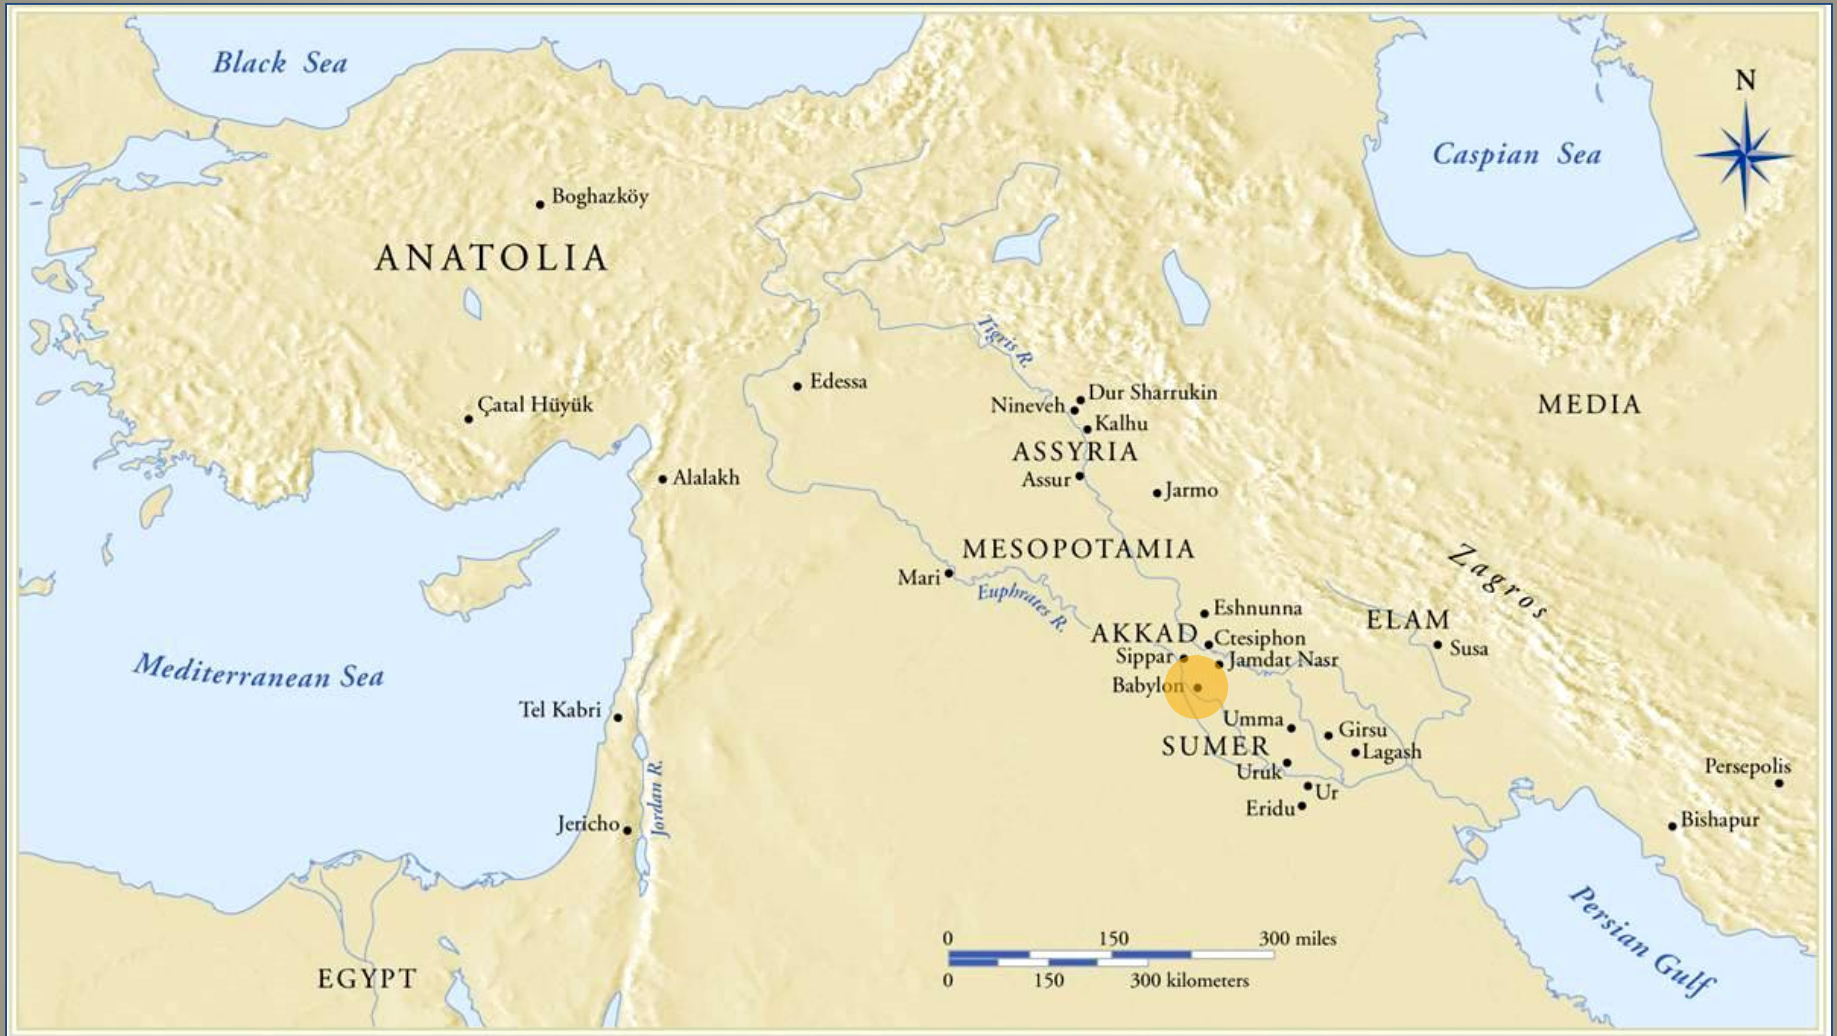 Black Sea
N
Caspian Sea
Boghazköy
ANATOLIA
Tigris R.
Edessa
Dur Sharrukin
Nineveh
Kalhu
MEDIA
Çatal Hüyük
ASSYRIA
Alalakh
Assur
Jarmo
MESOPOTAMIA
Zagros
Mari
Euphrates R.
Eshnunna
ELAM
AKKAD
Ctesiphon
Susa
Sippar
Jamdat Nasr
Mediterranean Sea
Babylon
Tel Kabri
Umma
Girsu
SUMER
Lagash
Uruk
Persepolis
Ur
Jordan R.
Eridu
Jericho
Bishapur
Persian Gulf
0 150 300 miles
0 150 300 kilometers
EGYPT